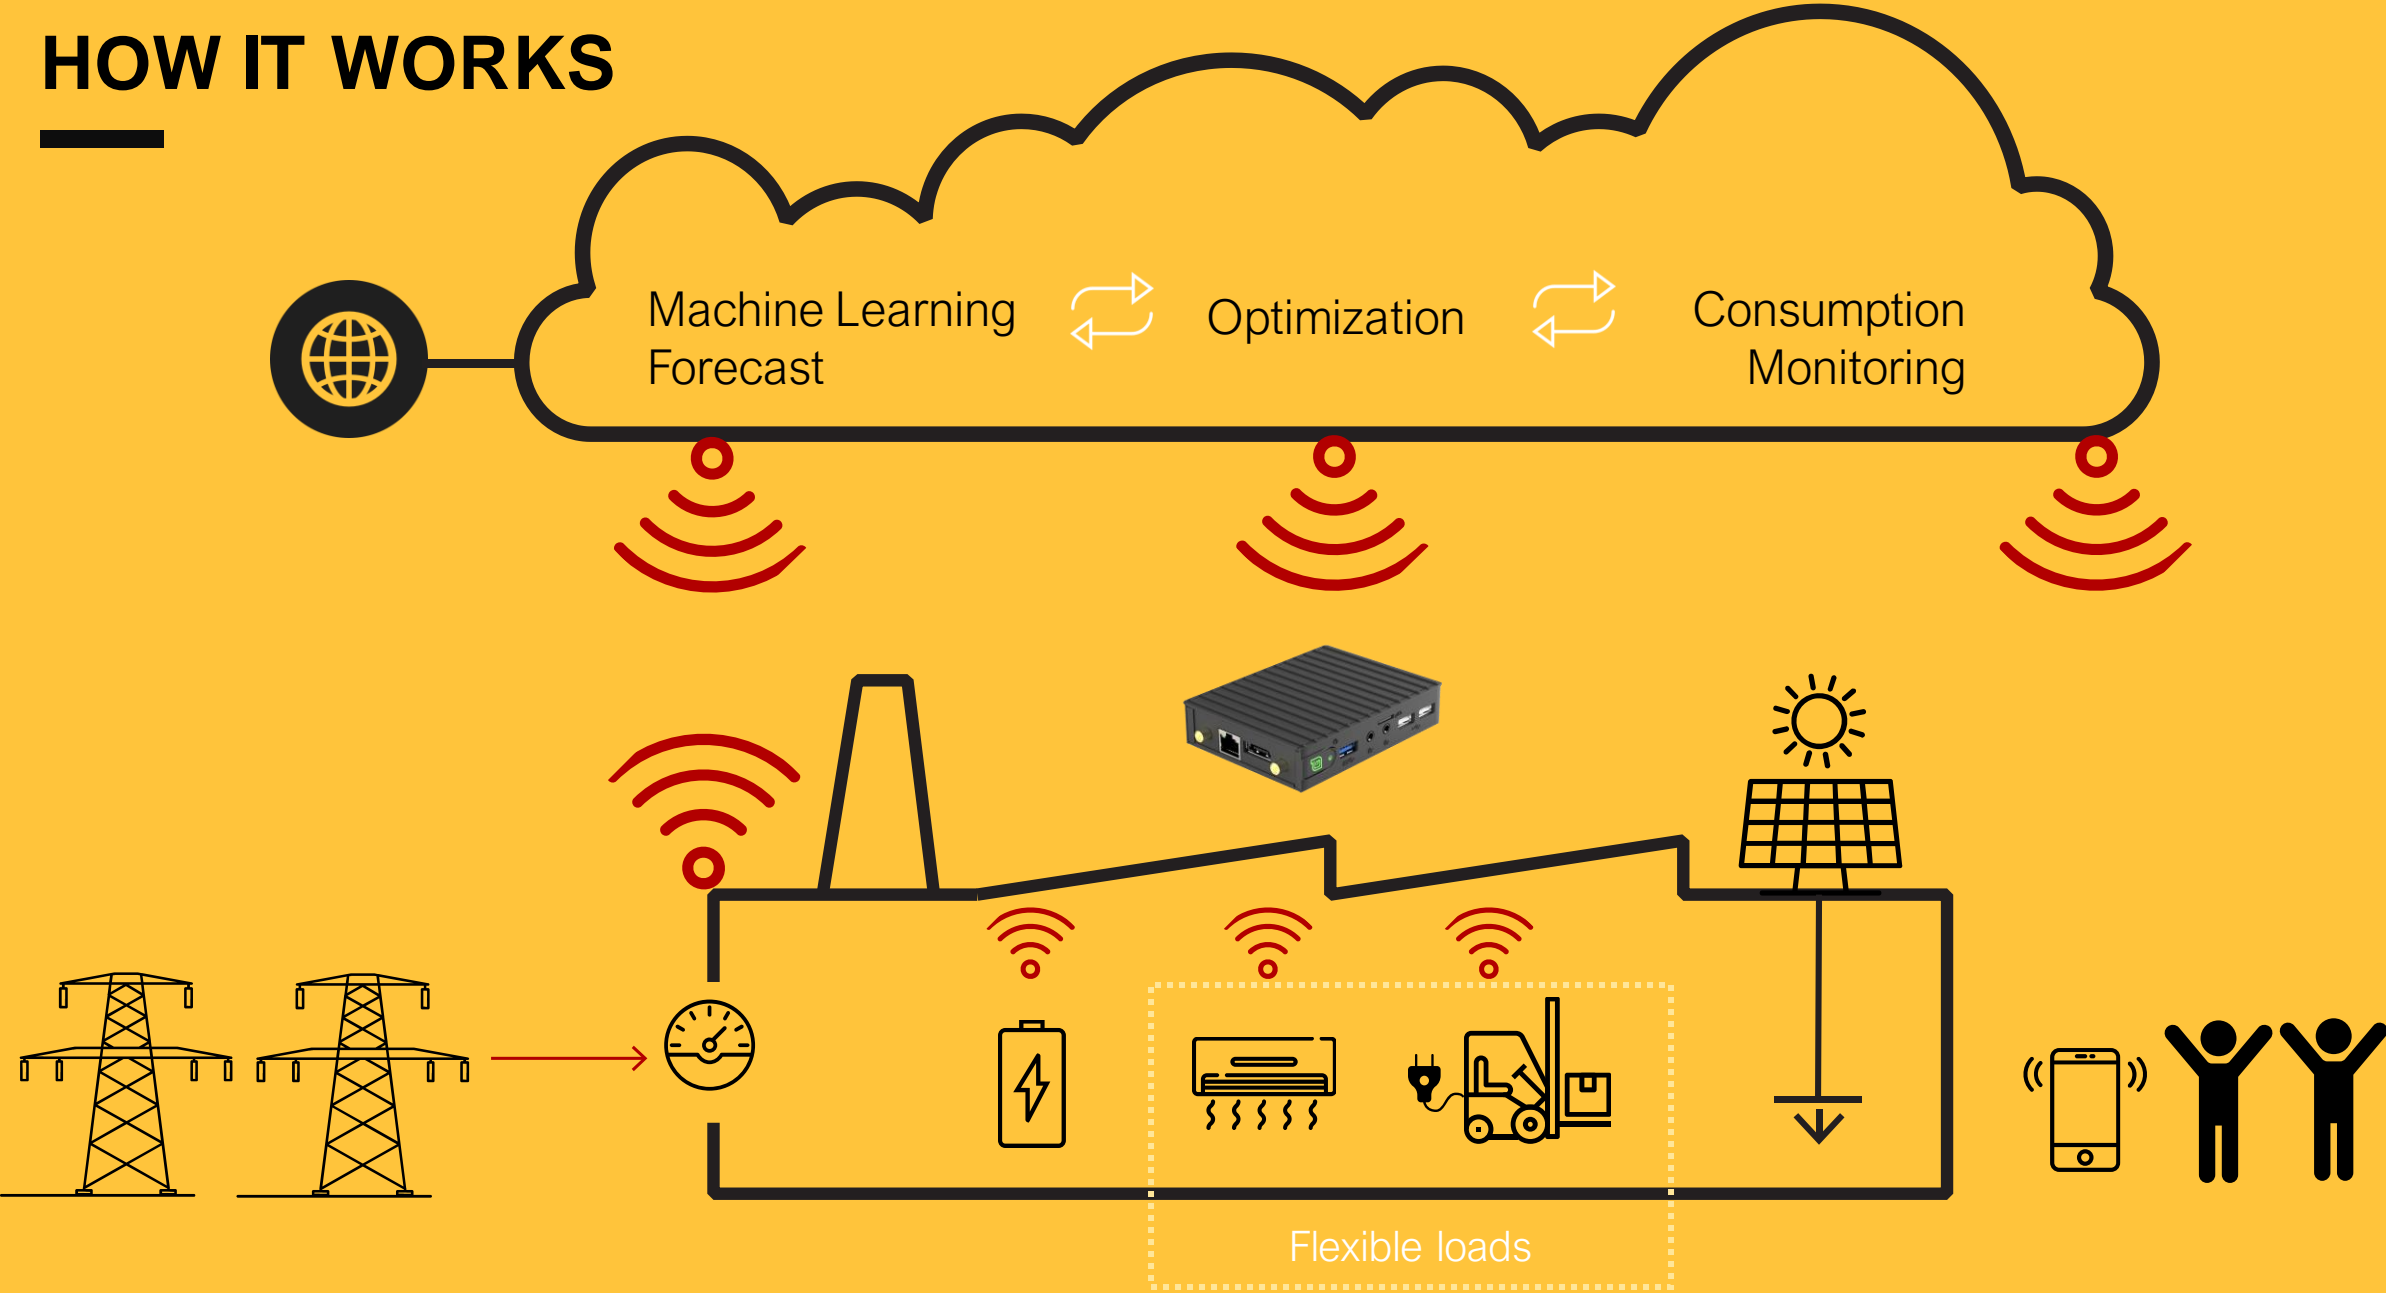 HOW IT WORKS
Machine Learning
Forecast
Optimization
Consumption
Monitoring
Flexible loads